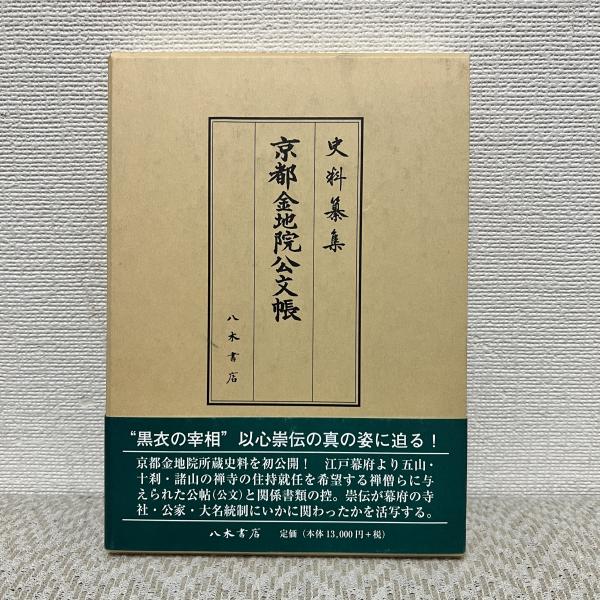 史料纂集
京都金地院公文帳
八木書店
“黒衣の宰相”以心崇伝の真の姿に迫る！
京都金地院所蔵史料を初公開！　江戸幕府より五山・
十刹・諸山の禅寺の住持就任を希望する禅僧らに与
えられた公帖（公文）と関係書類の控。崇伝が幕府の寺
社・公家・大名統制にいかに関わったかを活写する。
八木書店　定価（本体13,000円＋税）